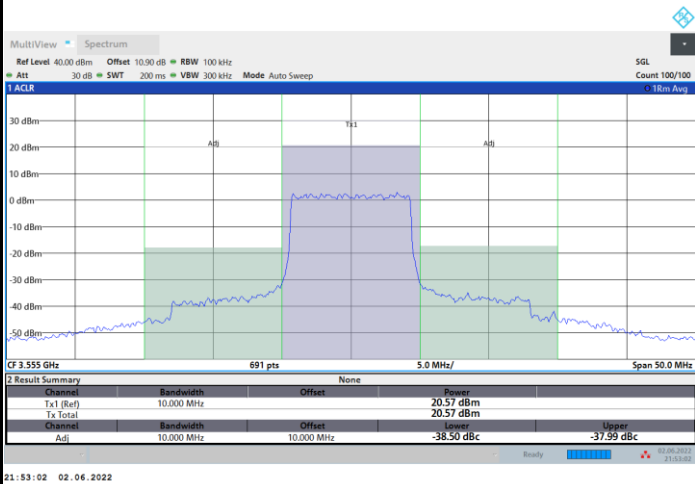 MultiView Spectrum
Ref Level 40.00 dBm Offset 10.90 dB RBW 100 kHz SGL
Att 30 dB SWT 200 ms VBW 300 kHz Mode Auto Sweep Count 100/100
1 ACLR 1Rm Avg
Tx1
Adj Adj
30 dBm
20 dBm
10 dBm
0 dBm
-10 dBm
-20 dBm
-30 dBm
-40 dBm
-50 dBm
CF 3.555 GHz 691 pts 5.0 MHz/ Span 50.0 MHz
2 Result Summary None
Channel Bandwidth Offset Power
Tx1 (Ref) 10.000 MHz 20.57 dBm
Tx Total 20.57 dBm
Channel Bandwidth Offset Lower Upper
Adj 10.000 MHz 10.000 MHz -38.50 dBc -37.99 dBc
Ready 02.06.2022
21:53:02
21:53:02 02.06.2022